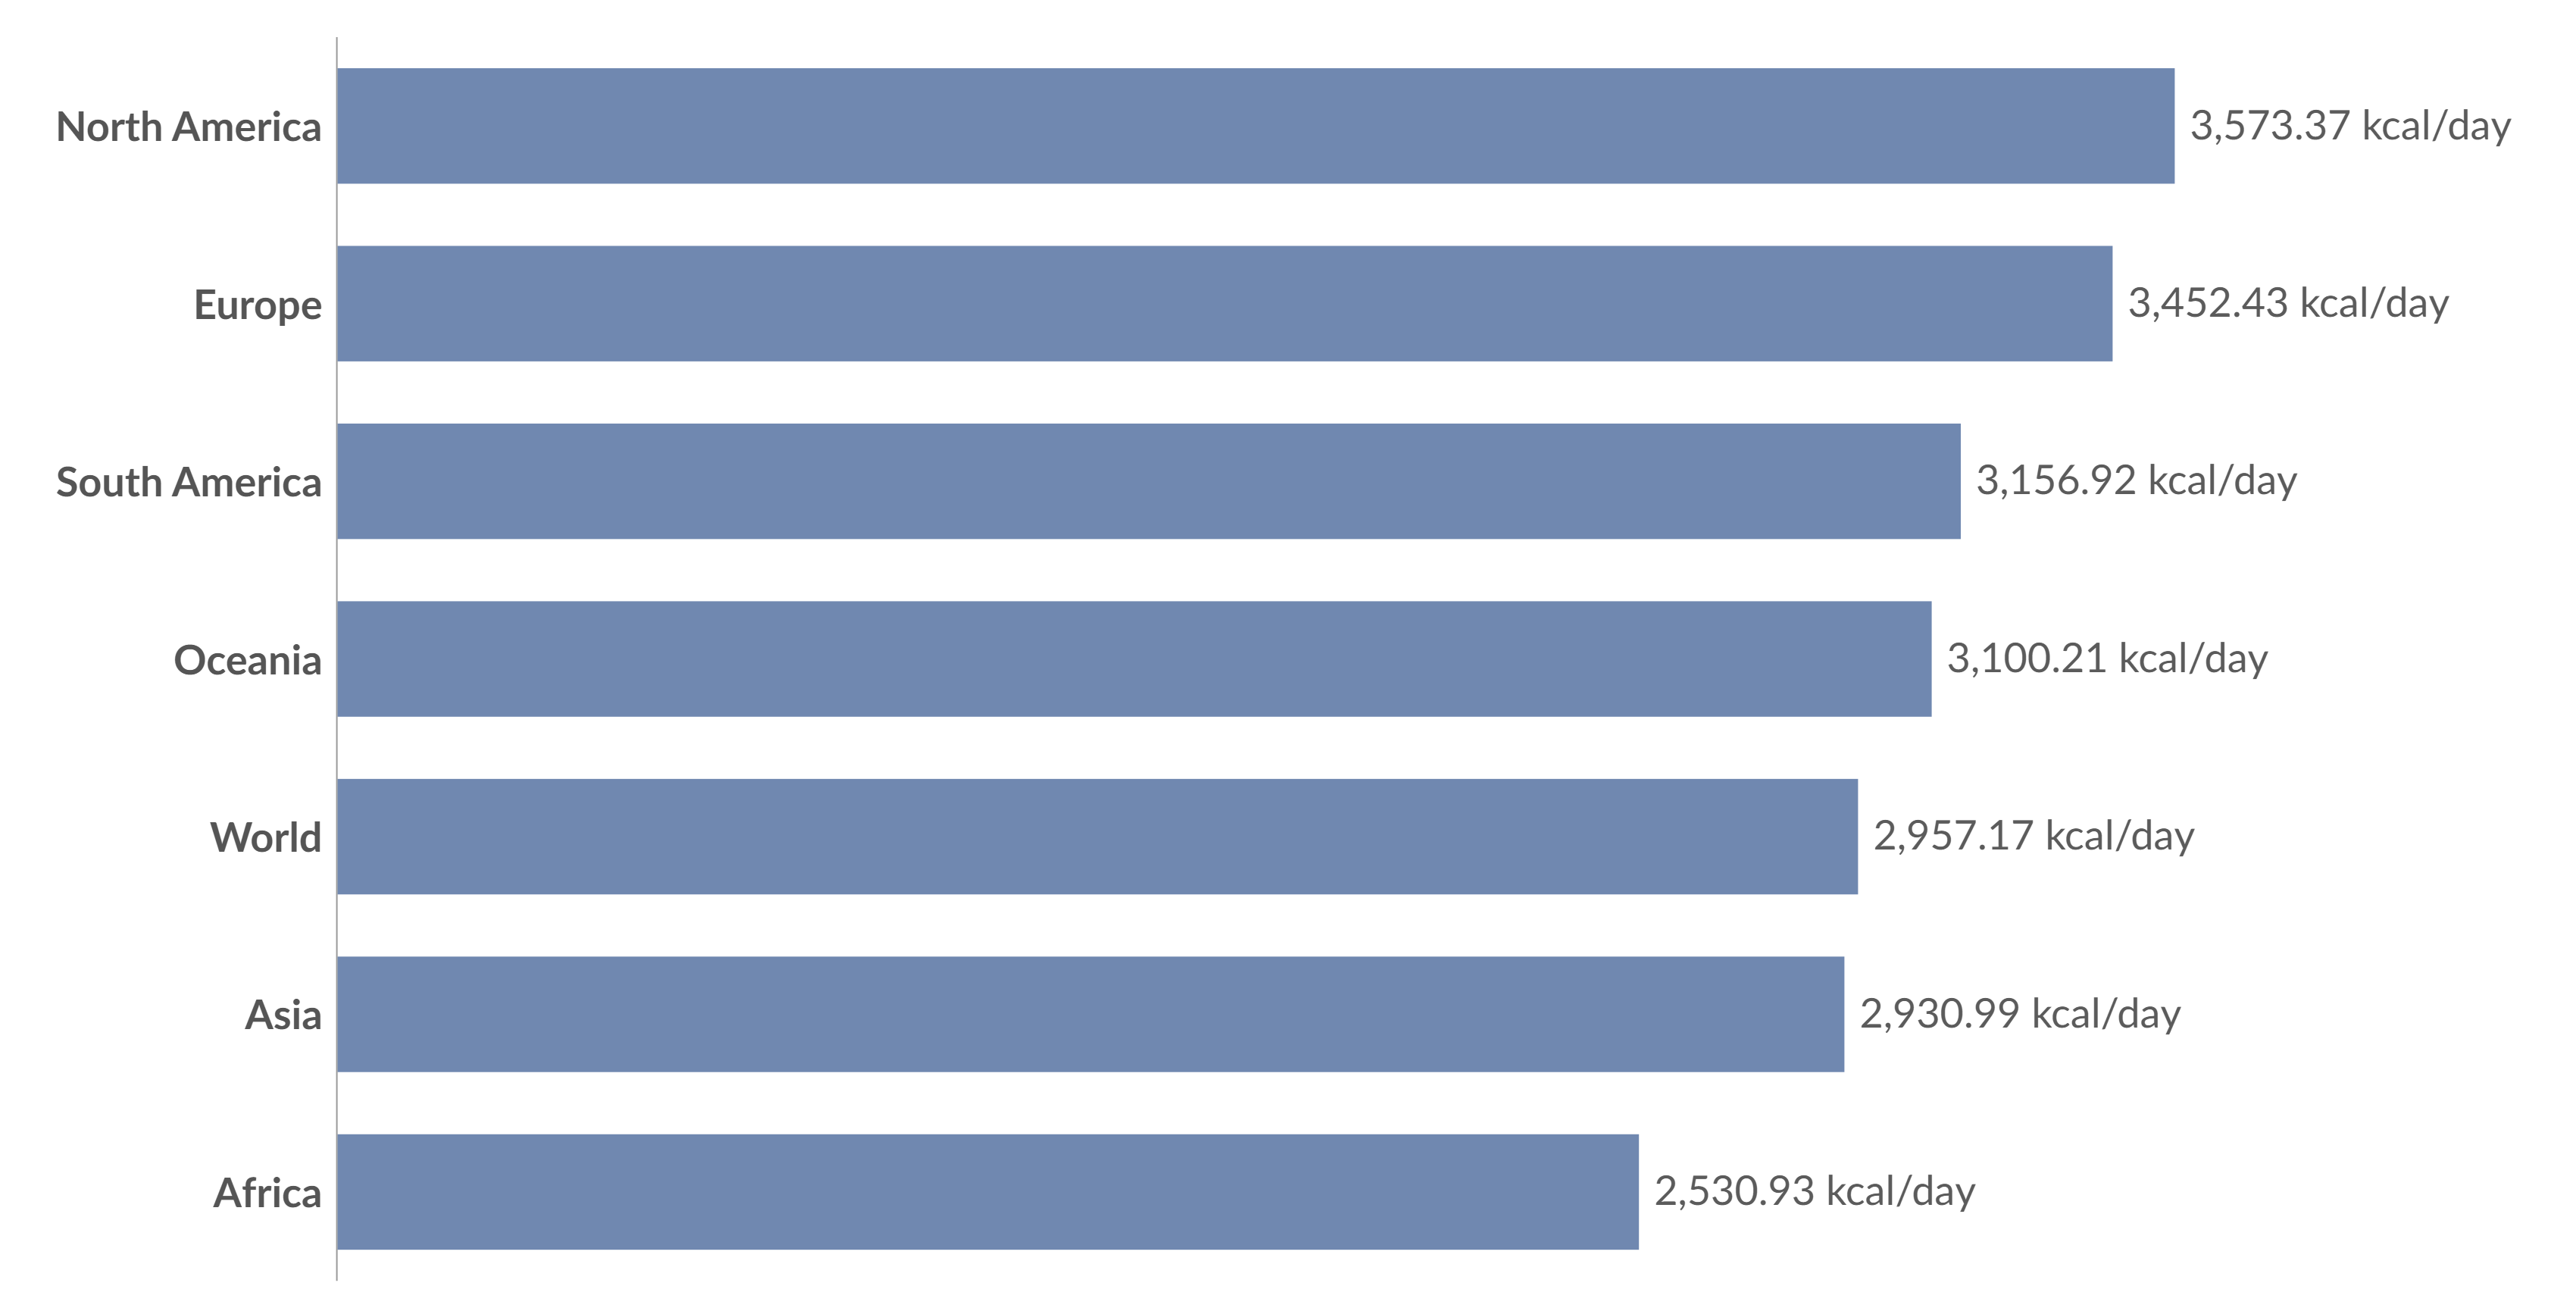 North America 3,573.37 kcal/day
Europe 3,452.43 kcal/day
South America 3,156.92 kcal/day
Oceania 3,100.21 kcal/day
World 2,957.17 kcal/day
Asia 2,930.99 kcal/day
Africa 2,530.93 kcal/day